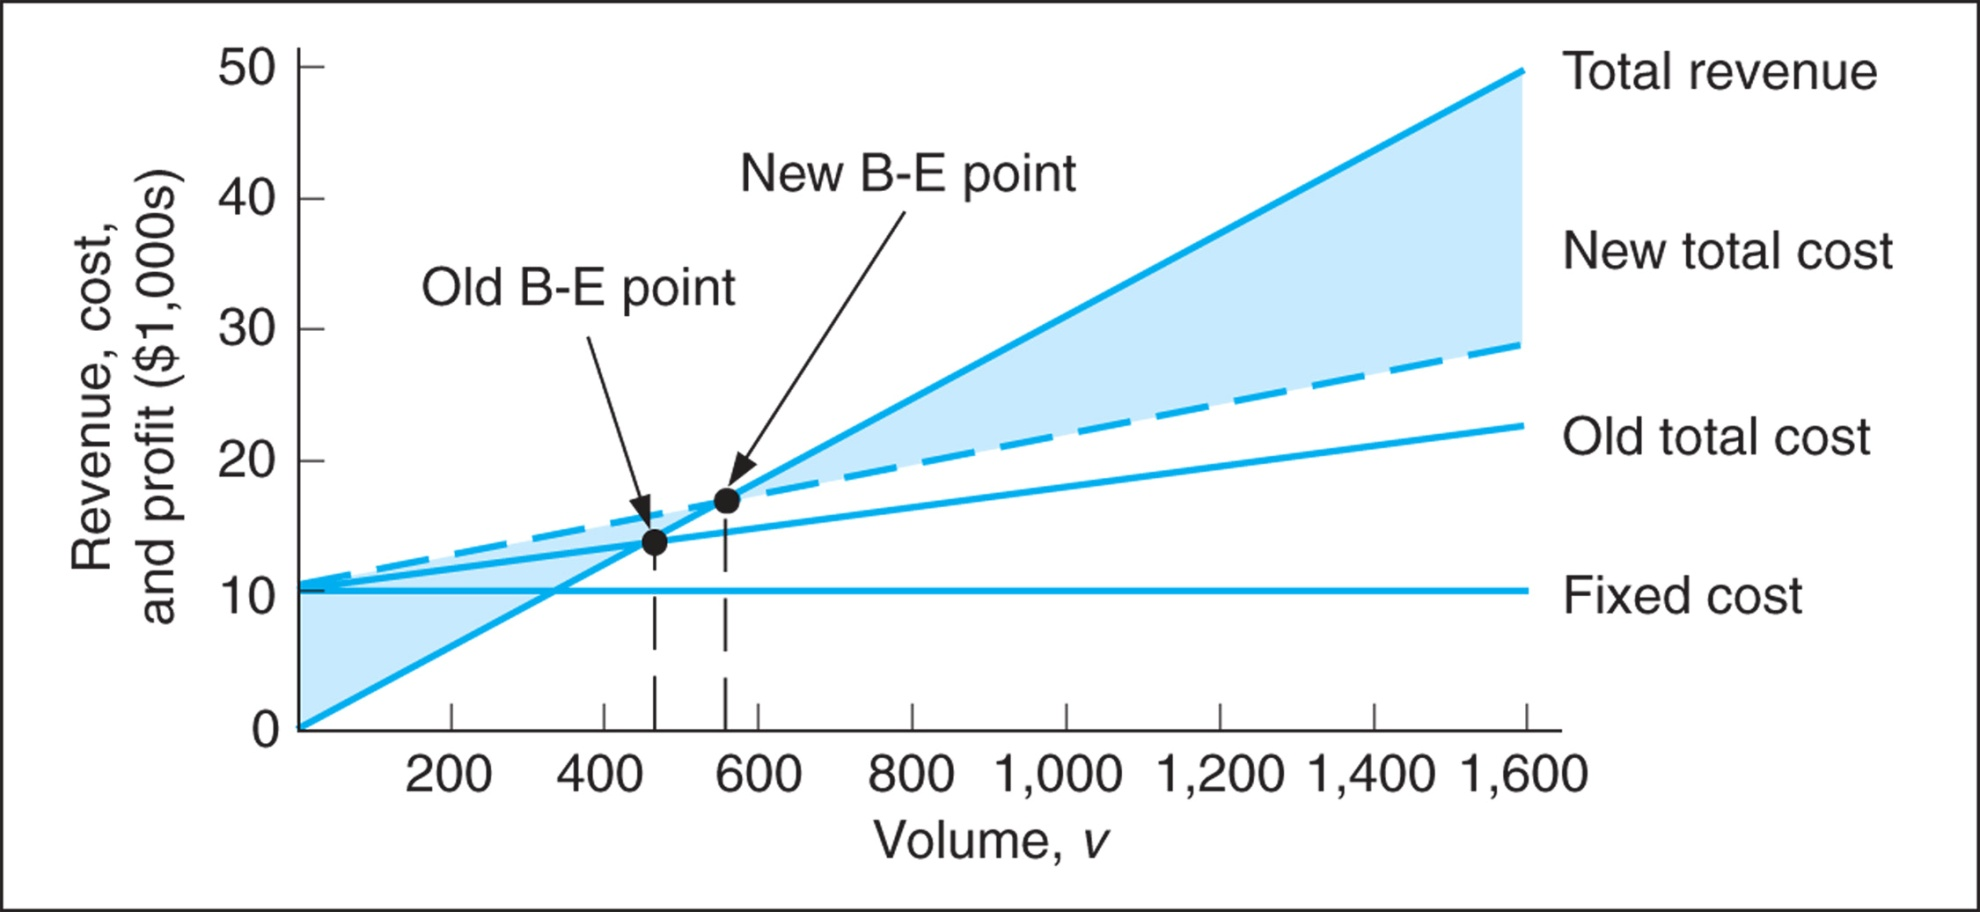 Revenue, cost,
and profit ($1,000s)
50
40
30
20
10
0
Old B-E point
New B-E point
Total revenue
New total cost
Old total cost
Fixed cost
200 400 600 800 1,000 1,200 1,400 1,600
Volume, v